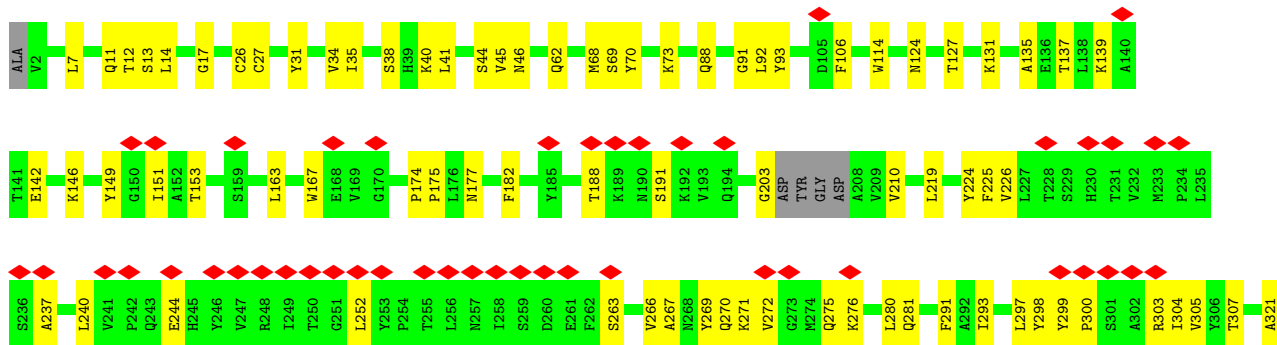 ALA V2 L7 Q11 T12 S13 L14 G17 C26 C27 Y31 V34 I35 S38 H39 K40 L41 S44 V45 N46 Q62 M68 S69 Y70 K73 Q88 G91 L92 Y93 D105 F106 W114 N124 T127 K131 A135 E136 T137 L138 K139 A140
T141 E142 K146 Y149 G150 I151 A152 T153 S159 L163 W167 E168 V169 G170 P174 P175 L176 N177 F182 Y185 T188 K189 N190 S191 K192 V193 Q194 G203 ASP TYR GLY ASP A208 V209 V210 L219 Y224 F225 V226 L227 T228 S229 H230 T231 V232 M233 P234 L235
S236 A237 L240 V241 P242 Q243 E244 H245 Y246 V247 R248 I249 T250 G251 L252 Y253 P254 T255 L256 N257 I258 S259 D260 E261 F262 S263 V266 A267 N268 Y269 Q270 K271 V272 G273 M274 Q275 K276 L280 Q281 F291 A292 I293 L297 Y298 Y299 P300 S301 A302 R303 I304 V305 Y306 T307 A321